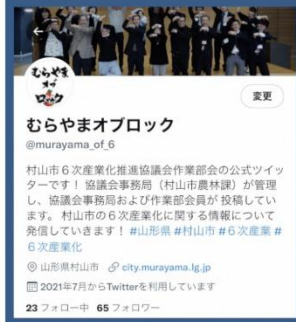 むらやま
オブ
ロック
変更
むらやまオブロック
@murayama_of_6
村山市６次産業化推進協議会作業部会の公式ツイッ
ターです！ 協議会事務局（村山市農林課）が管理
し、協議会事務局および作業部会員が 投稿してい
ます。 村山市の６次産業化に関する情報について
発信していきます！ #山形県 #村山市 #６次産業 #
６次産業化
山形県村山市 city.murayama.lg.jp
2021年7月からTwitterを利用しています
23 フォロー中 65 フォロワー